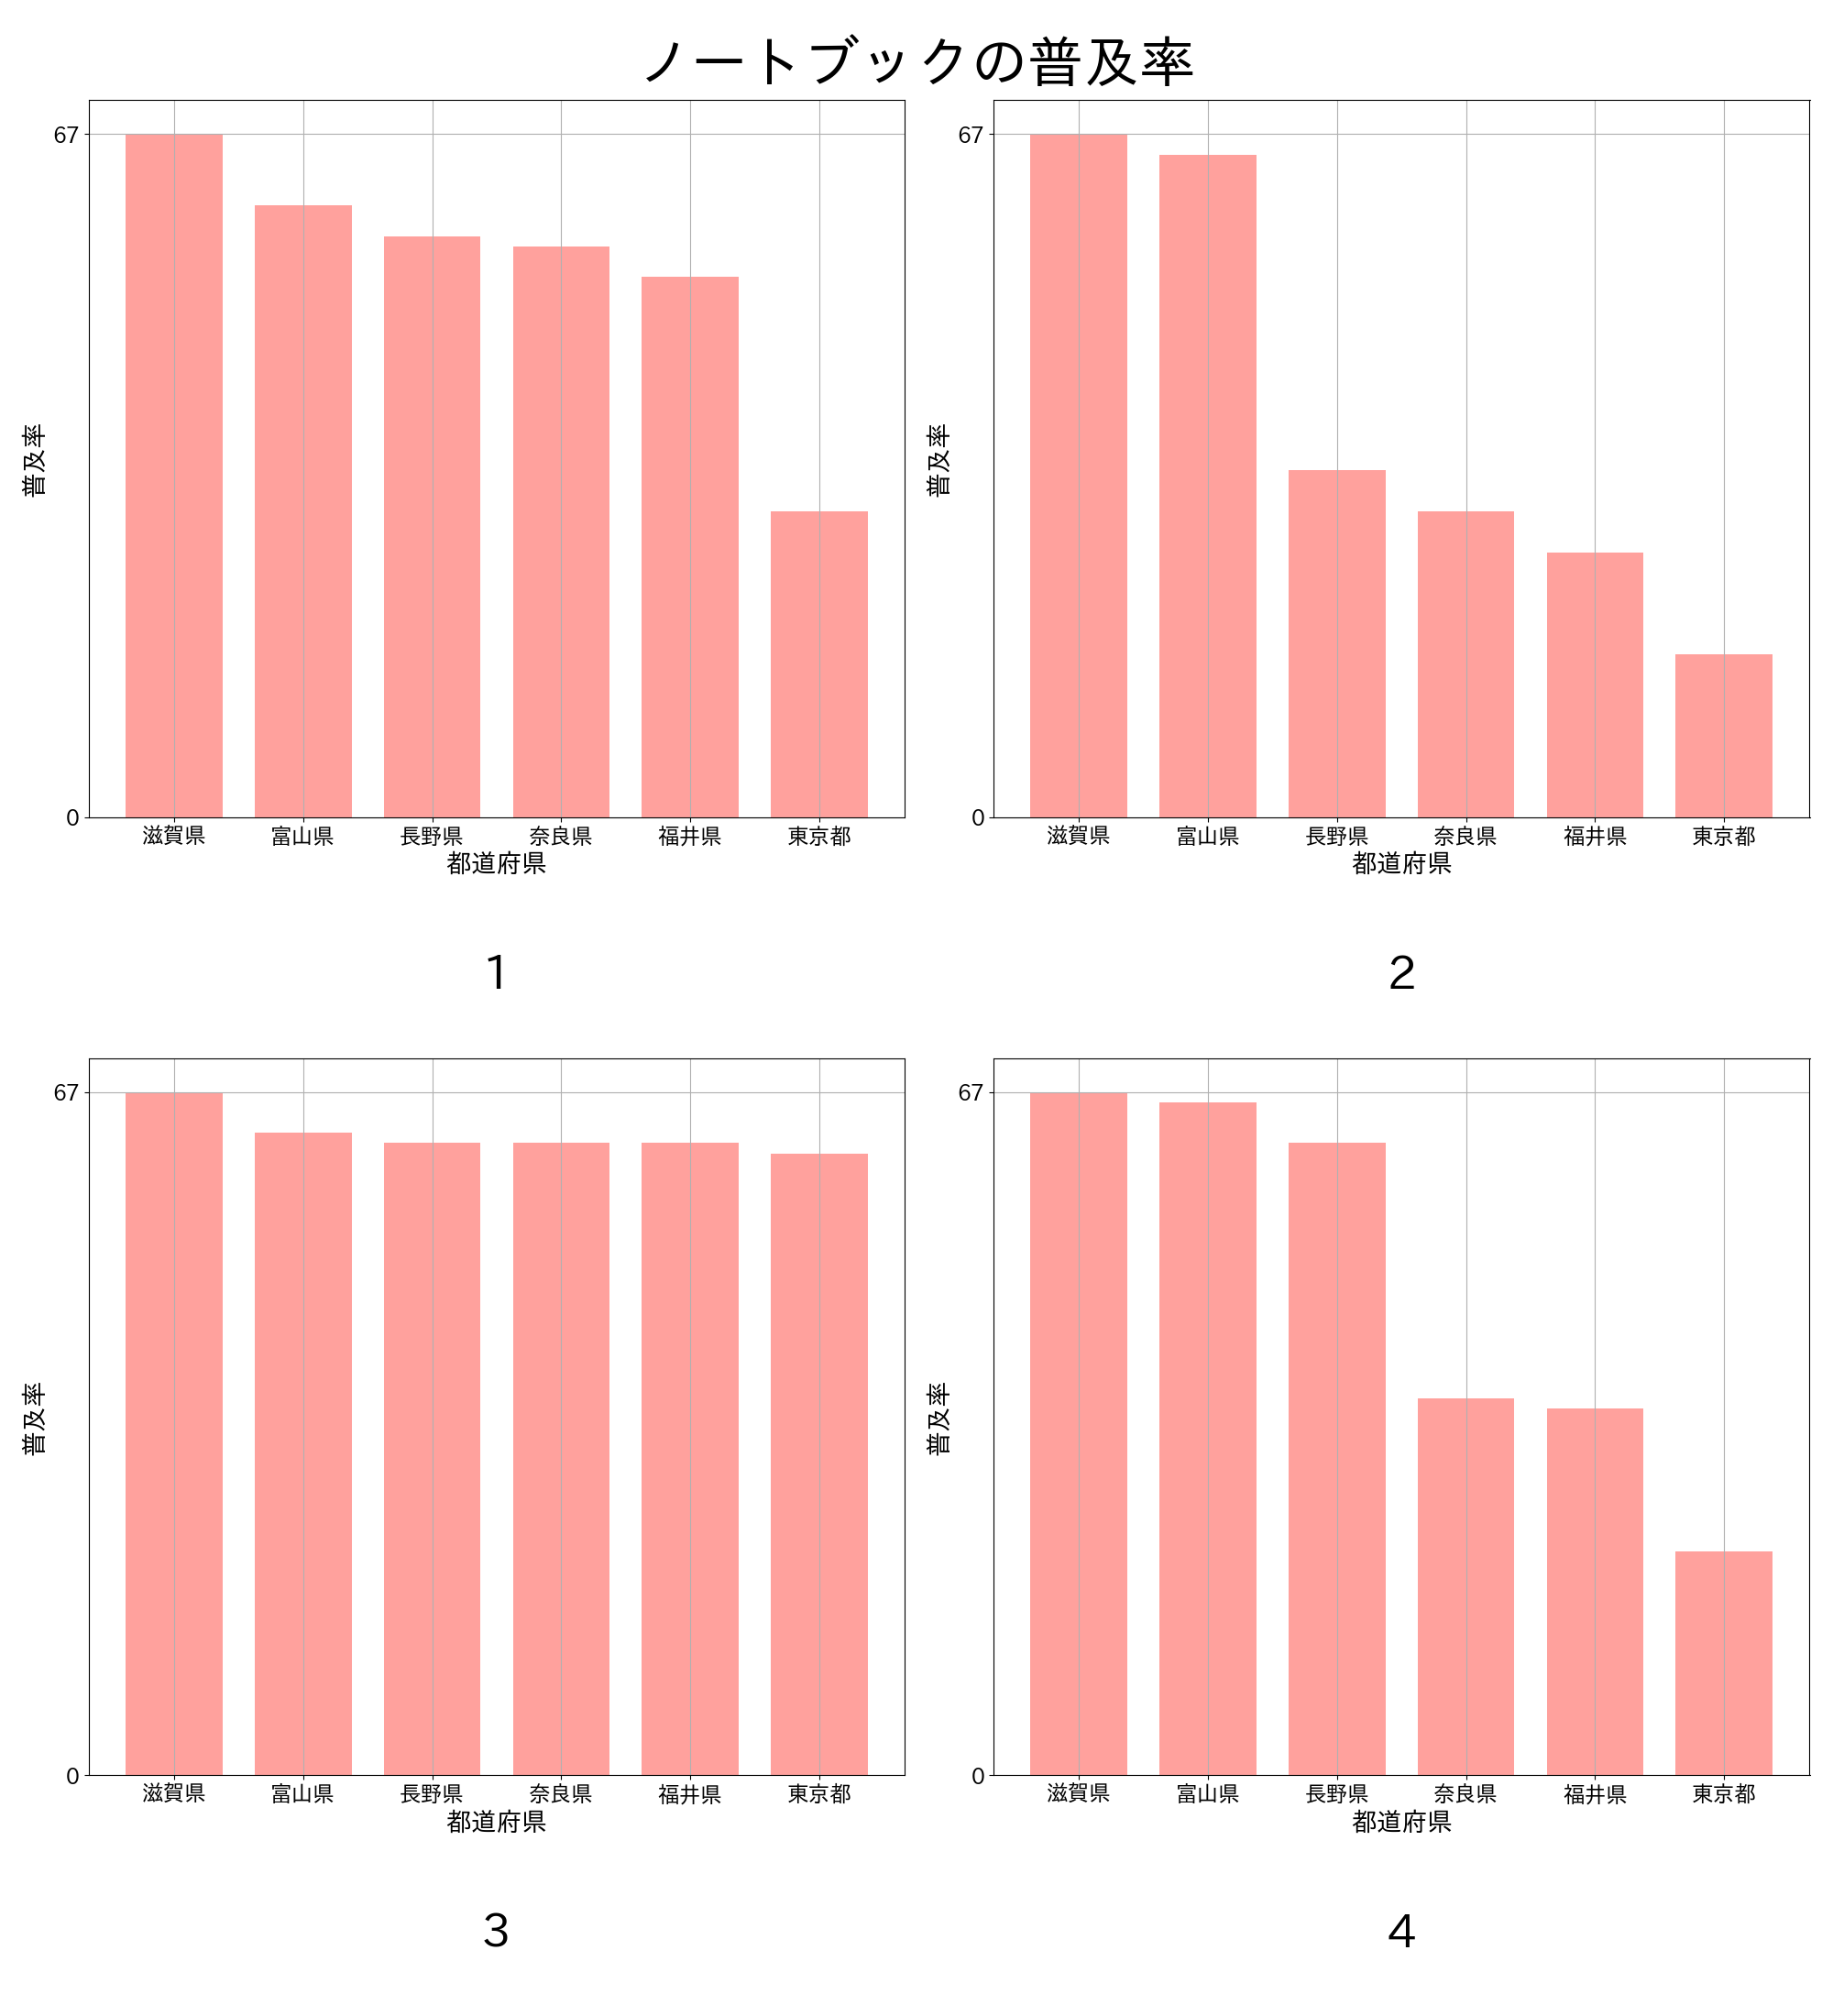 ノートブックの普及率
67
0
普及率
滋賀県 富山県 長野県 奈良県 福井県 東京都
都道府県
1
67
0
普及率
滋賀県 富山県 長野県 奈良県 福井県 東京都
都道府県
2
67
0
普及率
滋賀県 富山県 長野県 奈良県 福井県 東京都
都道府県
3
67
0
普及率
滋賀県 富山県 長野県 奈良県 福井県 東京都
都道府県
4